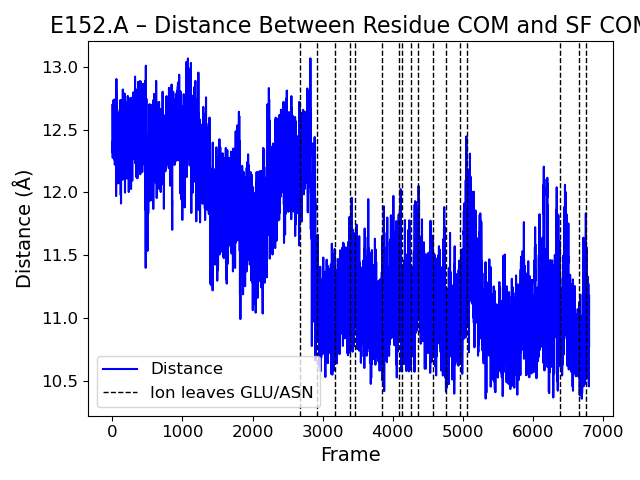 E152.A – Distance Between Residue COM and SF COM
13.0
12.5
12.0
11.5
11.0
10.5
Distance (Å)
Distance
Ion leaves GLU/ASN
0 1000 2000 3000 4000 5000 6000 7000
Frame